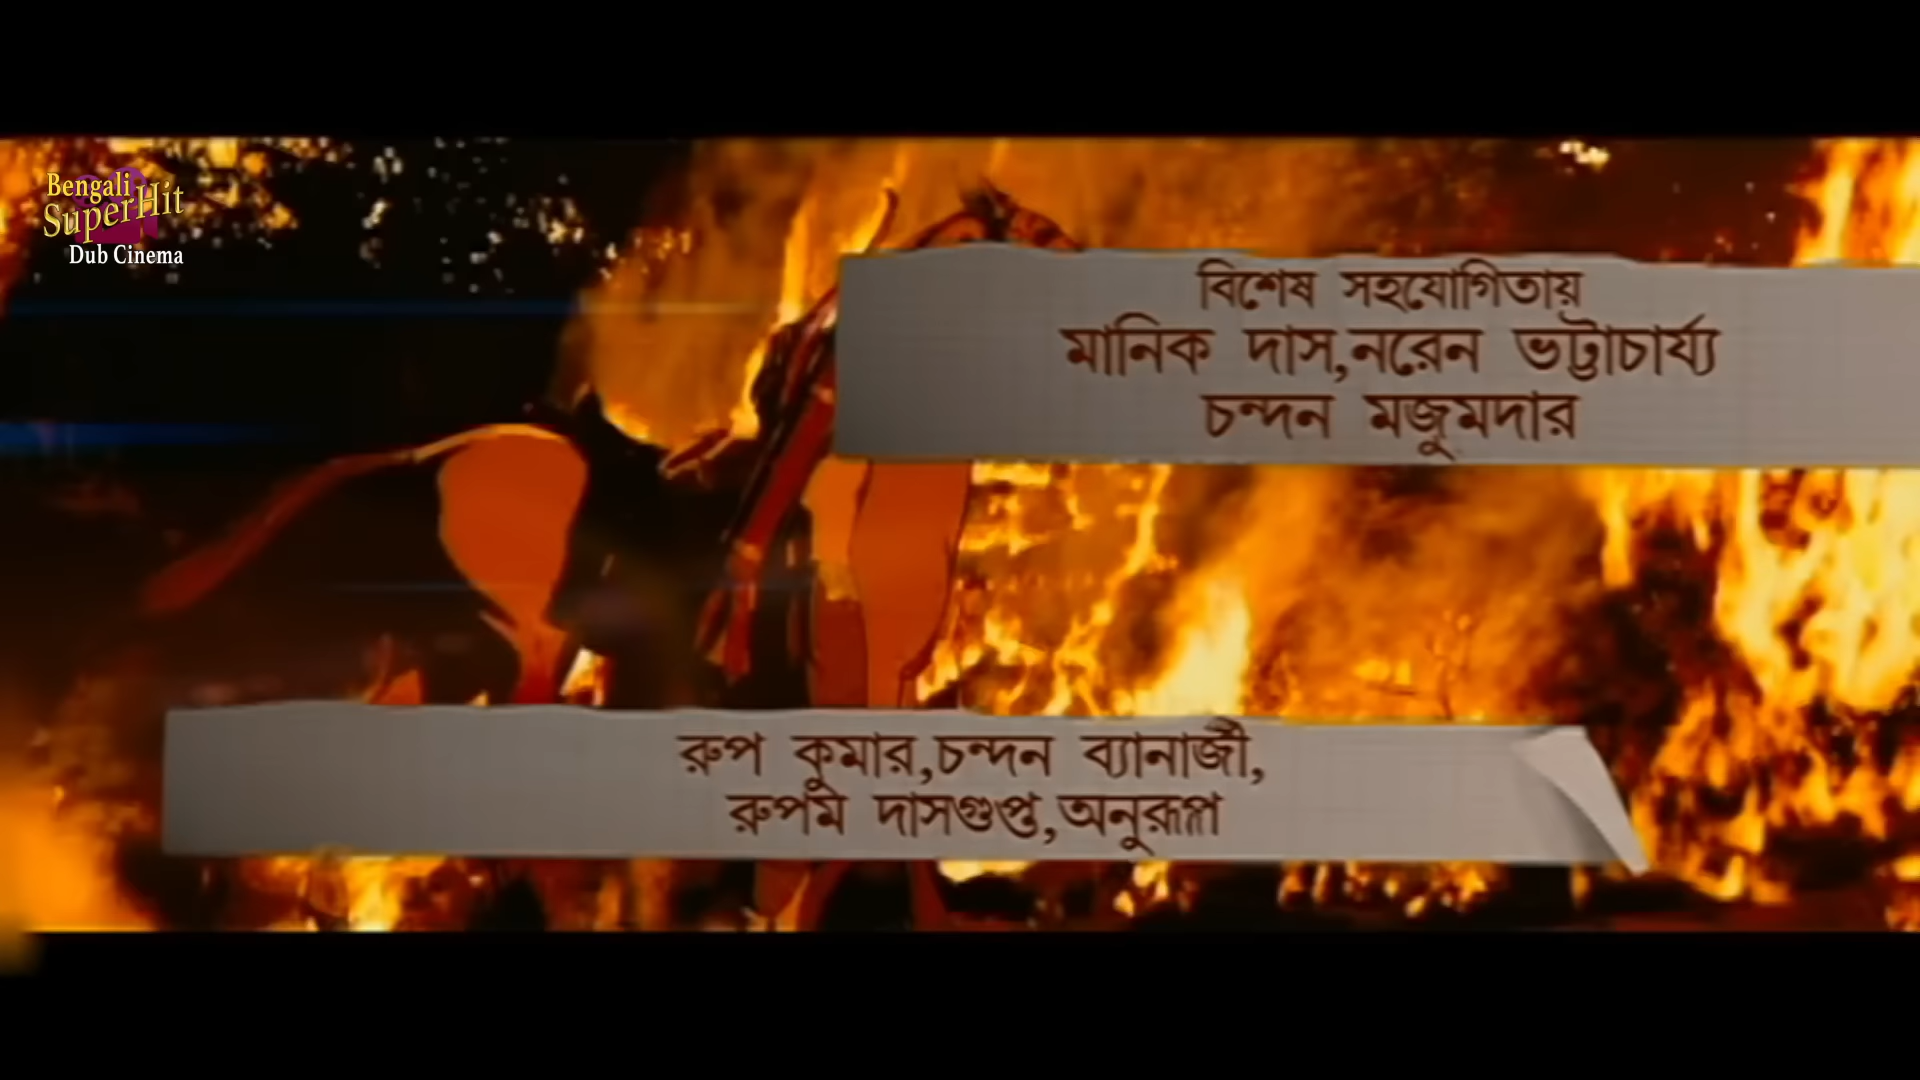 Bengali
SuperHit
Dub Cinema
বিশেষ সহযোগিতায়
মানিক দাস,নরেন ভট্টাচার্য্য
চন্দন মজুমদার
রুপ কুমার,চন্দন ব্যানার্জী,
রুপম দাসগুপ্ত,অনুরূপা